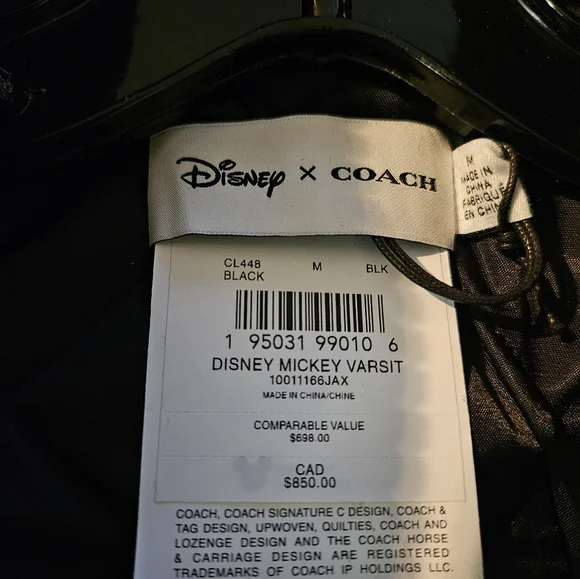 Disney × COACH
M
MADE IN
CHINA
FABRIQUÉ
EN CHINE
CL448 M BLK
BLACK
1 95031 99010 6
DISNEY MICKEY VARSIT
10011166JAX
MADE IN CHINA/CHINE
COMPARABLE VALUE
$698.00
CAD
$850.00
COACH, COACH SIGNATURE C DESIGN, COACH &
TAG DESIGN, UPWOVEN, QUILTIES, COACH AND
LOZENGE DESIGN AND THE COACH HORSE
& CARRIAGE DESIGN ARE REGISTERED
TRADEMARKS OF COACH IP HOLDINGS LLC.